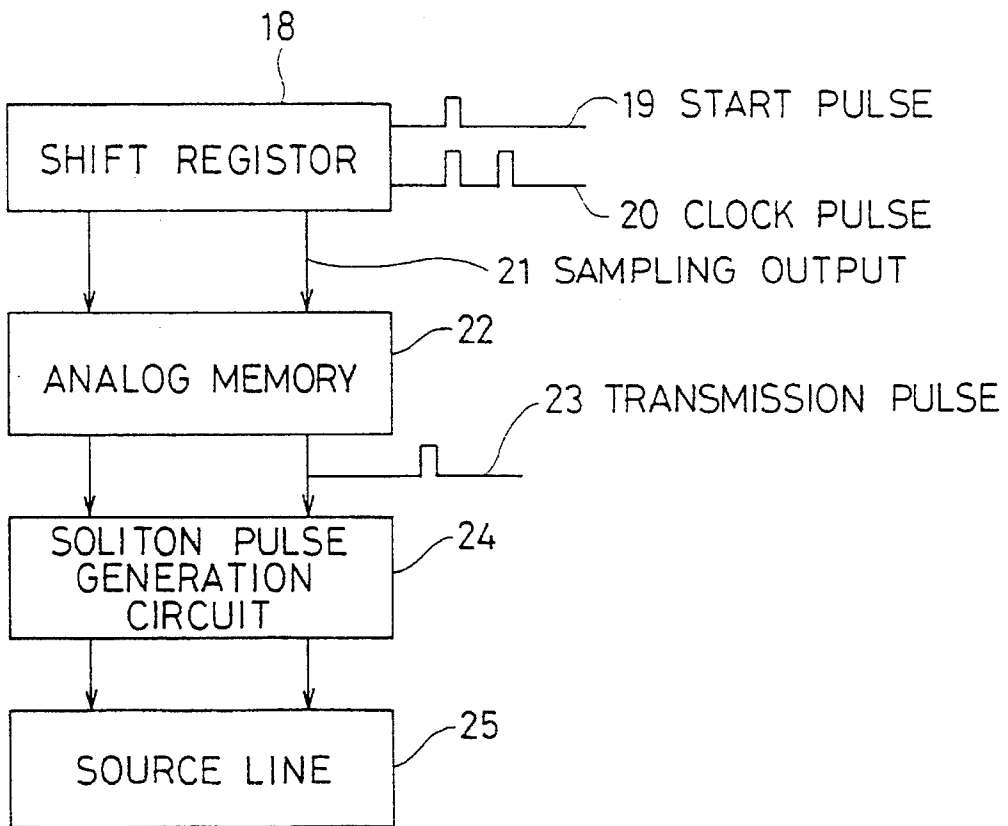 18
19 START PULSE
SHIFT REGISTOR
20 CLOCK PULSE
21 SAMPLING OUTPUT
22
ANALOG MEMORY
23 TRANSMISSION PULSE
SOLITON PULSE
GENERATION
CIRCUIT
24
25
SOURCE LINE